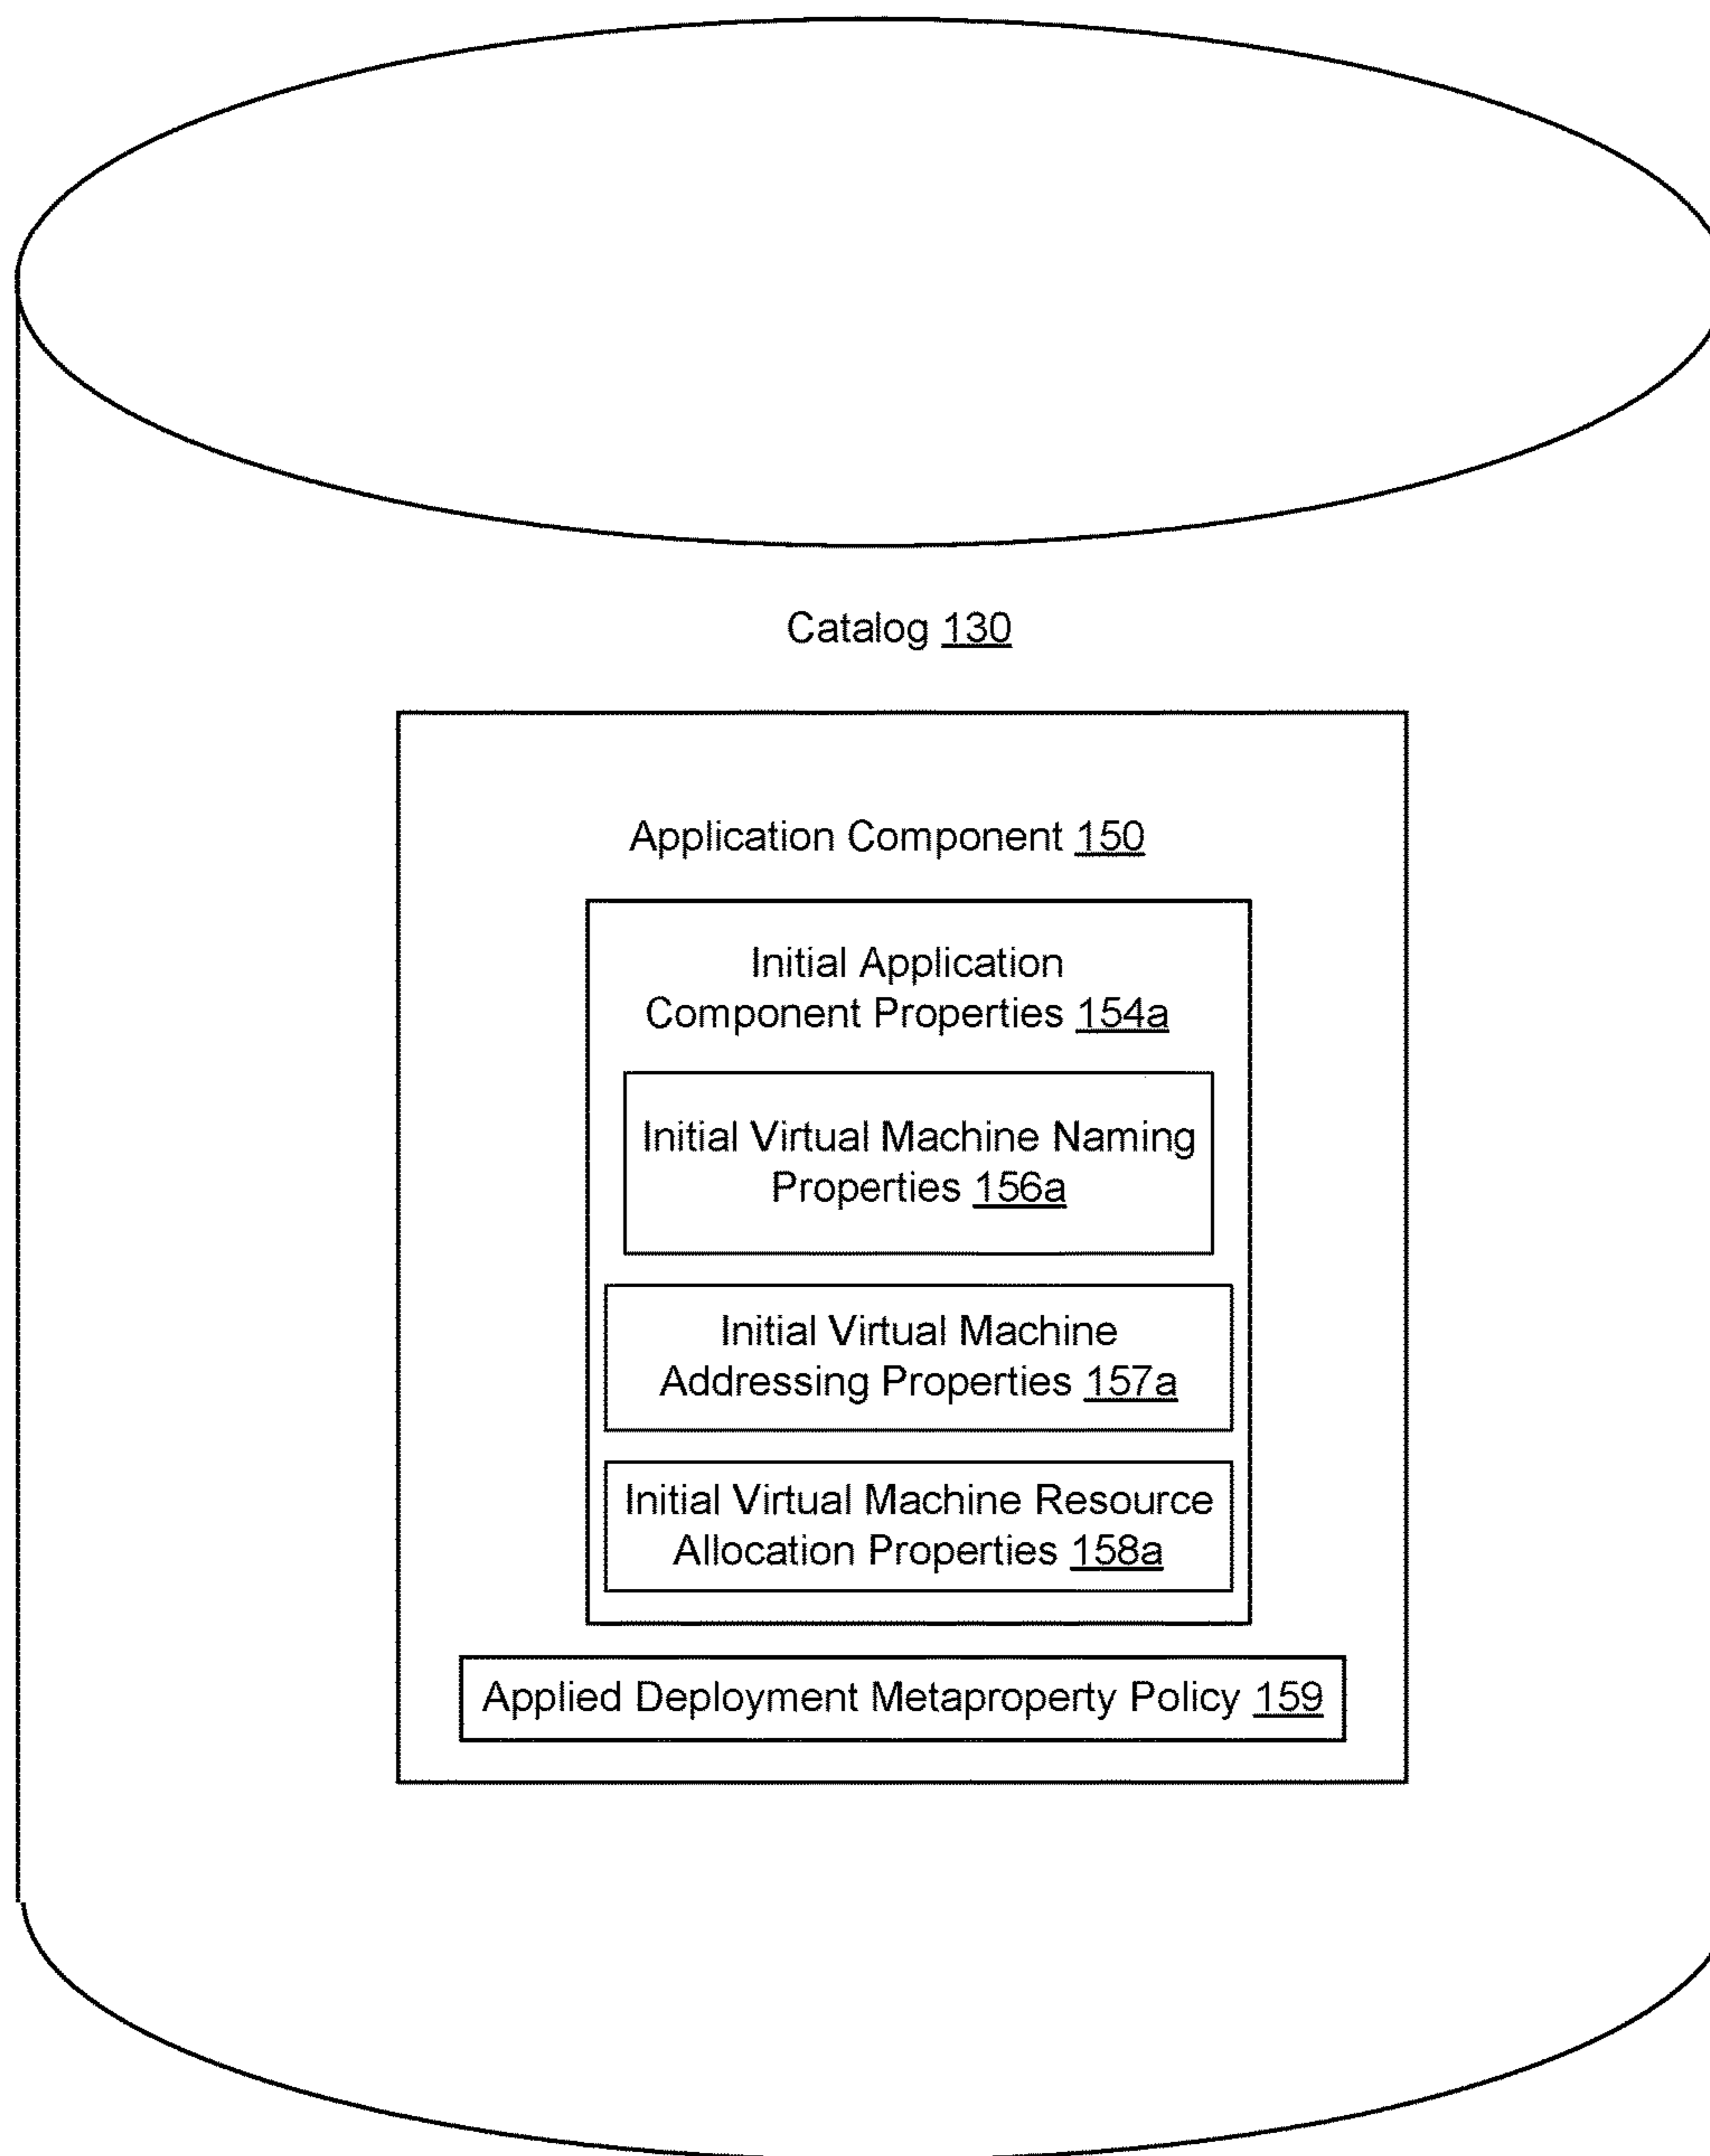 Catalog 130
Application Component 150
Initial Application
Component Properties 154a
Initial Virtual Machine Naming
Properties 156a
Initial Virtual Machine
Addressing Properties 157a
Initial Virtual Machine Resource
Allocation Properties 158a
Applied Deployment Metaproperty Policy 159